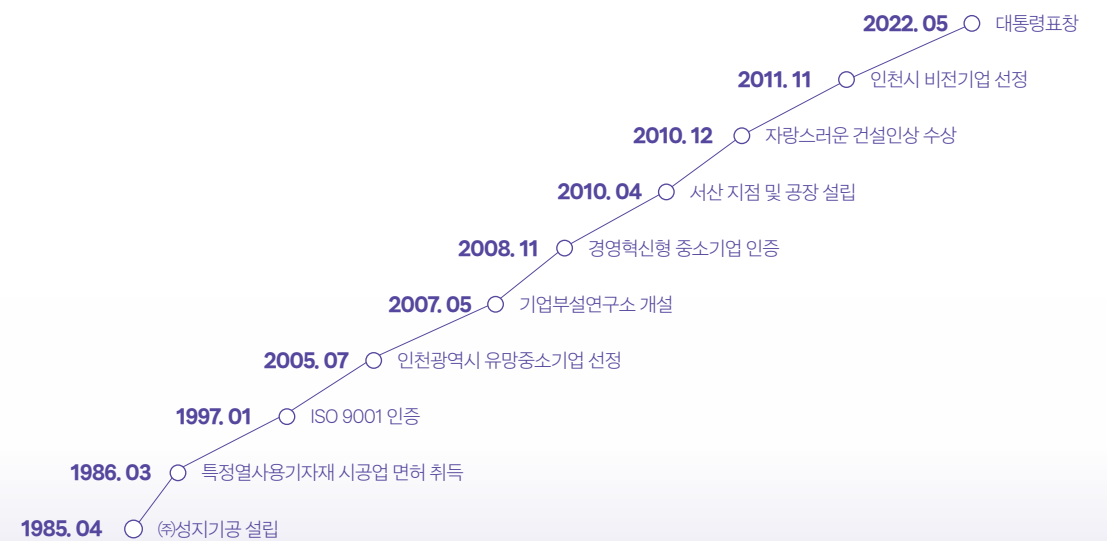 2022. 05 대통령표창
2011. 11 인천시 비전기업 선정
2010. 12 자랑스러운 건설인상 수상
2010. 04 서산 지점 및 공장 설립
2008. 11 경영혁신형 중소기업 인증
2007. 05 기업부설연구소 개설
2005. 07 인천광역시 유망중소기업 선정
1997. 01 ISO 9001 인증
1986. 03 특정열사용기자재 시공업 면허 취득
1985. 04 ㈜성지기공 설립